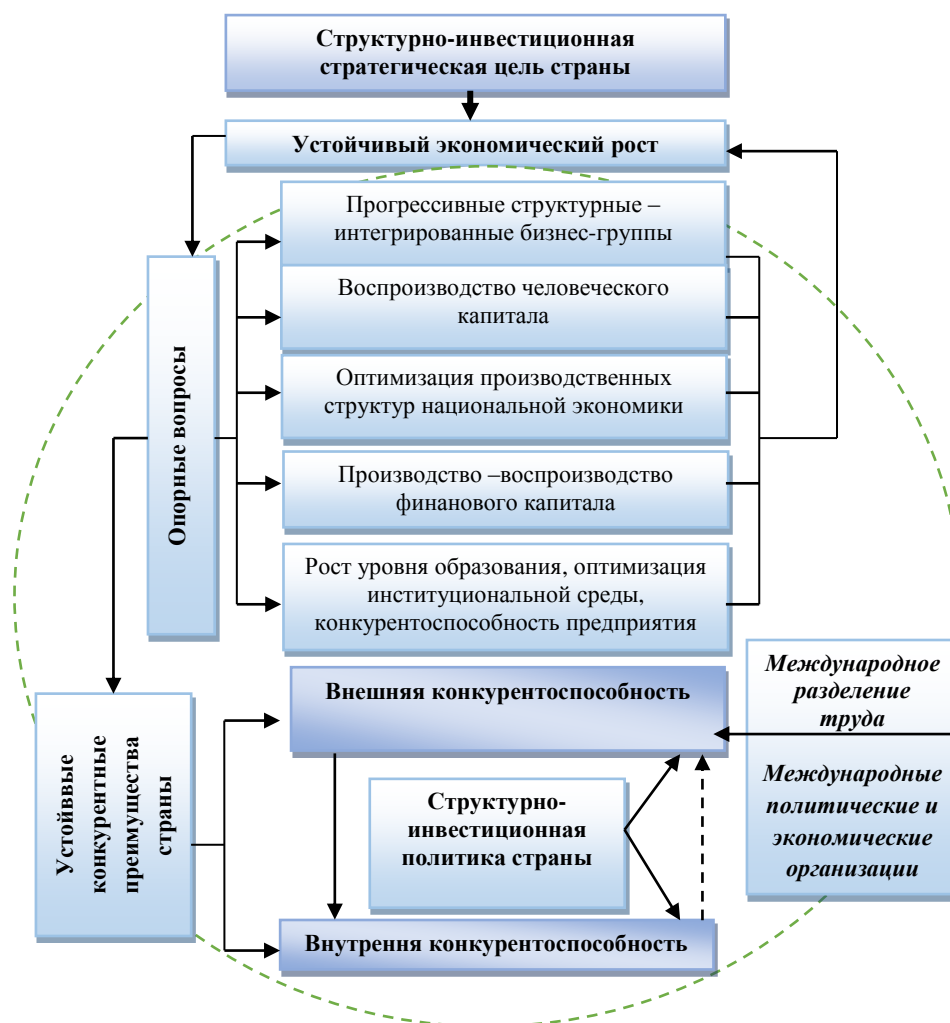 Структурно-инвестиционная
стратегическая цель страны
Устойчивый экономический рост
Прогрессивные структурные –
интегрированные бизнес-группы
Воспроизводство человеческого
капитала
Оптимизация производственных
структур национальной экономики
Производство –воспроизводство
финанового капитала
Рост уровня образования, оптимизация
институциональной среды,
конкурентоспособность предприятия
Опорные вопросы
Устойввые
конкурентные
преимущества
страны
Внешняя конкурентоспособность
Структурно-
инвестиционная
политика страны
Внутрення конкурентоспособность
Международное
разделение
труда
Международные
политические и
экономические
организации